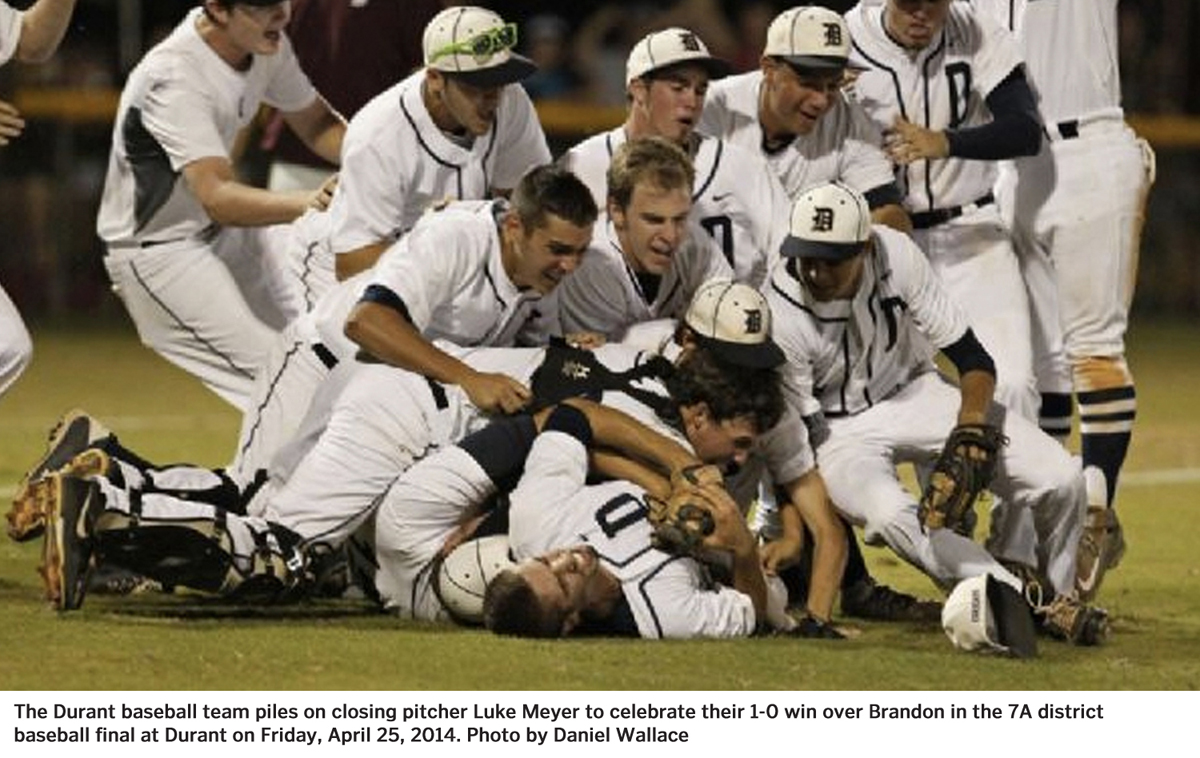 D
D
D
D
D
D
D
The Durant baseball team piles on closing pitcher Luke Meyer to celebrate their 1-0 win over Brandon in the 7A district
baseball final at Durant on Friday, April 25, 2014. Photo by Daniel Wallace